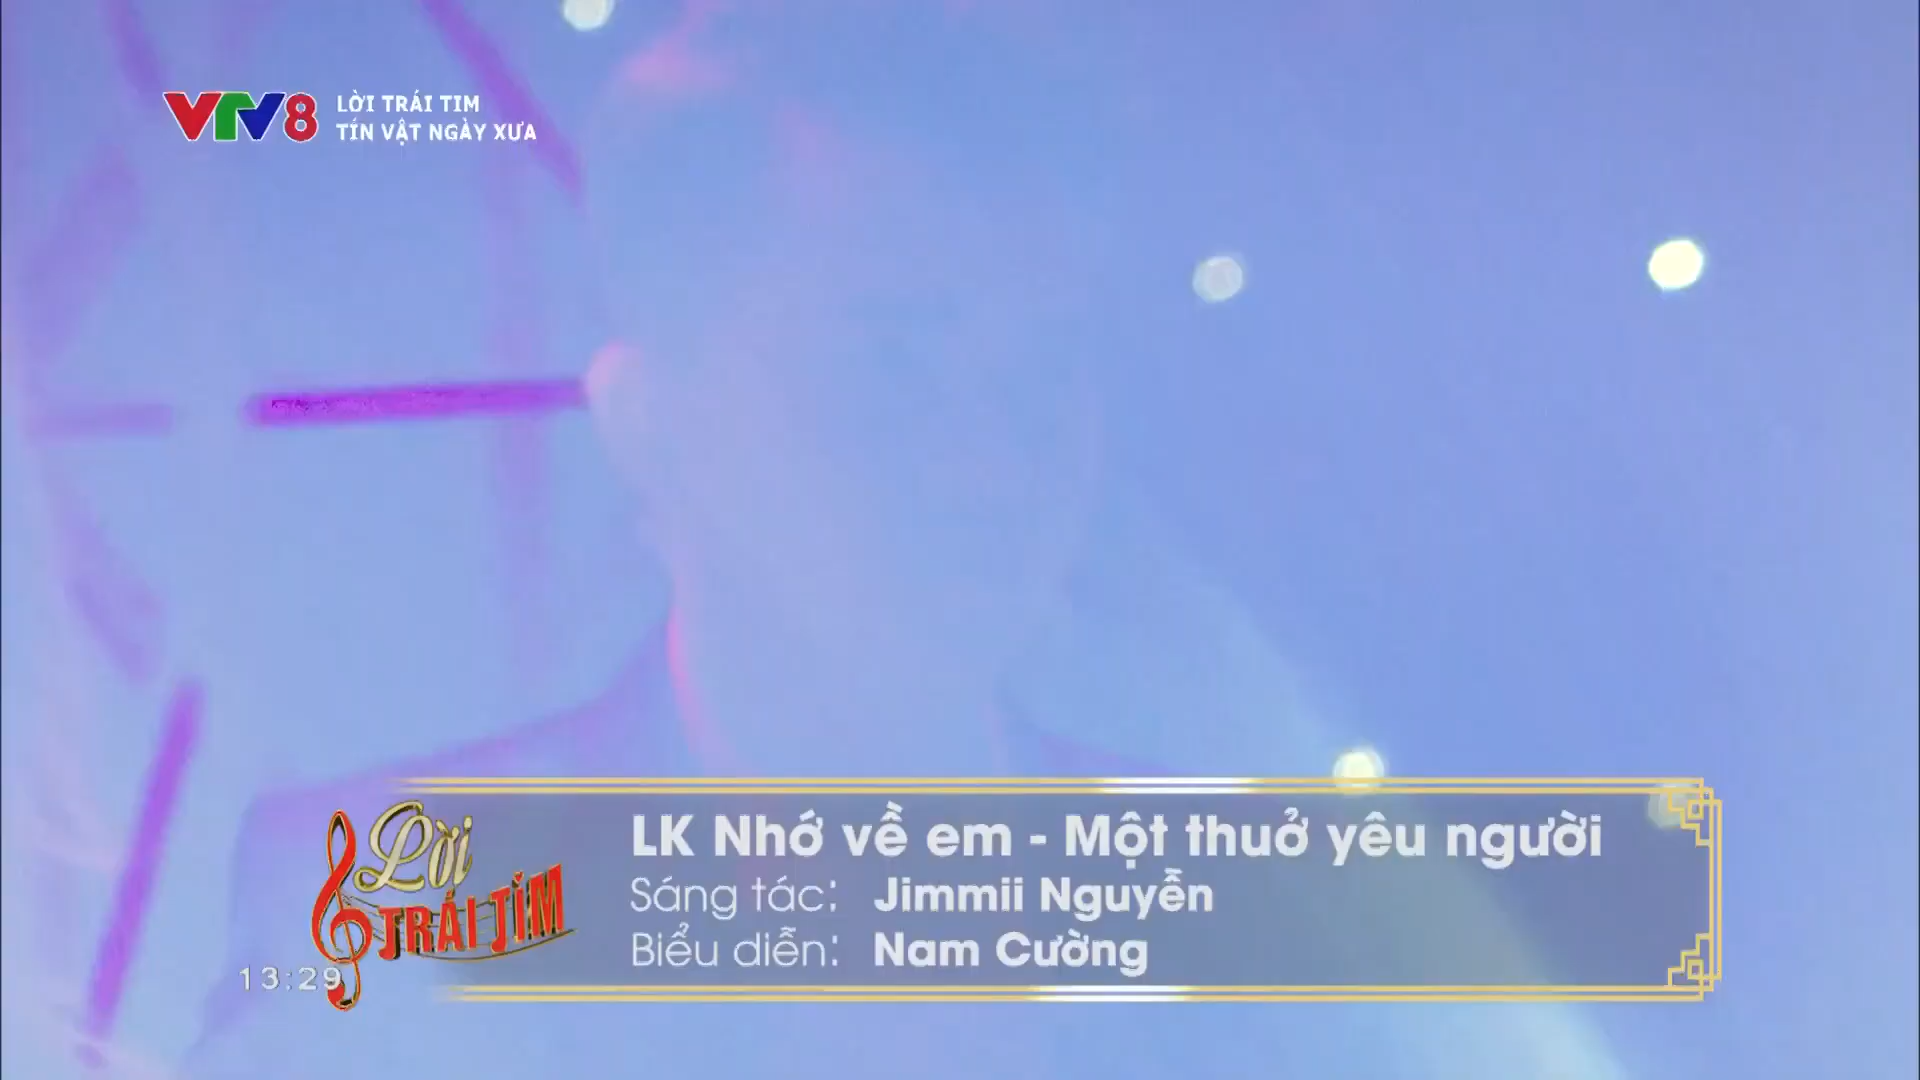 VTV8
LỜI TRÁI TIM
TÍN VẬT NGÀY XƯA
LK Nhớ về em - Một thuở yêu người
Sáng tác: Jimmii Nguyễn
Biểu diễn: Nam Cường
Lời
TRÁI TIM
13:29